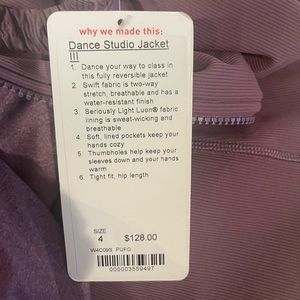 why we made this:
Dance Studio Jacket
III
1. Dance your way to class in
this fully reversible jacket
2. Swift fabric is two-way
stretch, breathable and has a
water-resistant finish
3. Seriously Light Luon® fabric
lining is sweat-wicking and
breathable
4. Soft, lined pockets keep your
hands cozy
5. Thumbholes help keep your
sleeves down and your hands
warm
6. Tight fit, hip length
SIZE
4 $128.00
W4C09S PUFO
000003559497